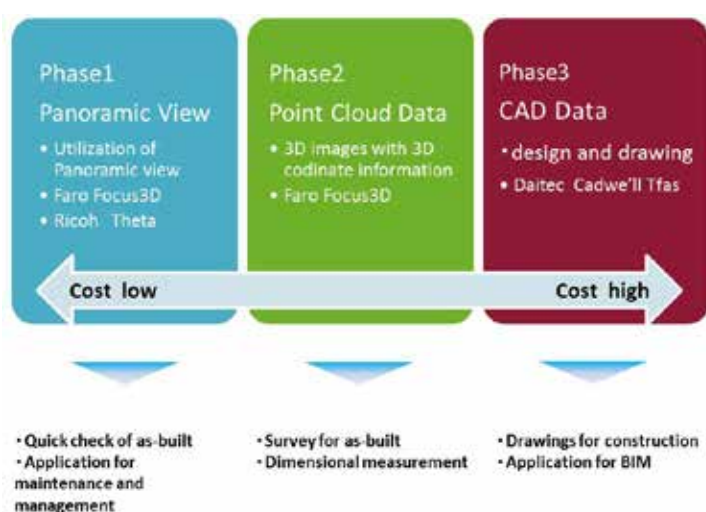 Phase1
Panoramic View
• Utilization of
Panoramic view
• Faro Focus3D
• Ricoh Theta
Phase2
Point Cloud Data
• 3D images with 3D
codinate information
• Faro Focus3D
Phase3
CAD Data
・design and drawing
• Daitec Cadwe'll Tfas
Cost low
Cost high
・Quick check of as-built
・Application for
maintenance and
management
・Survey for as-built
・Dimensional measurement
・Drawings for construction
・Application for BIM